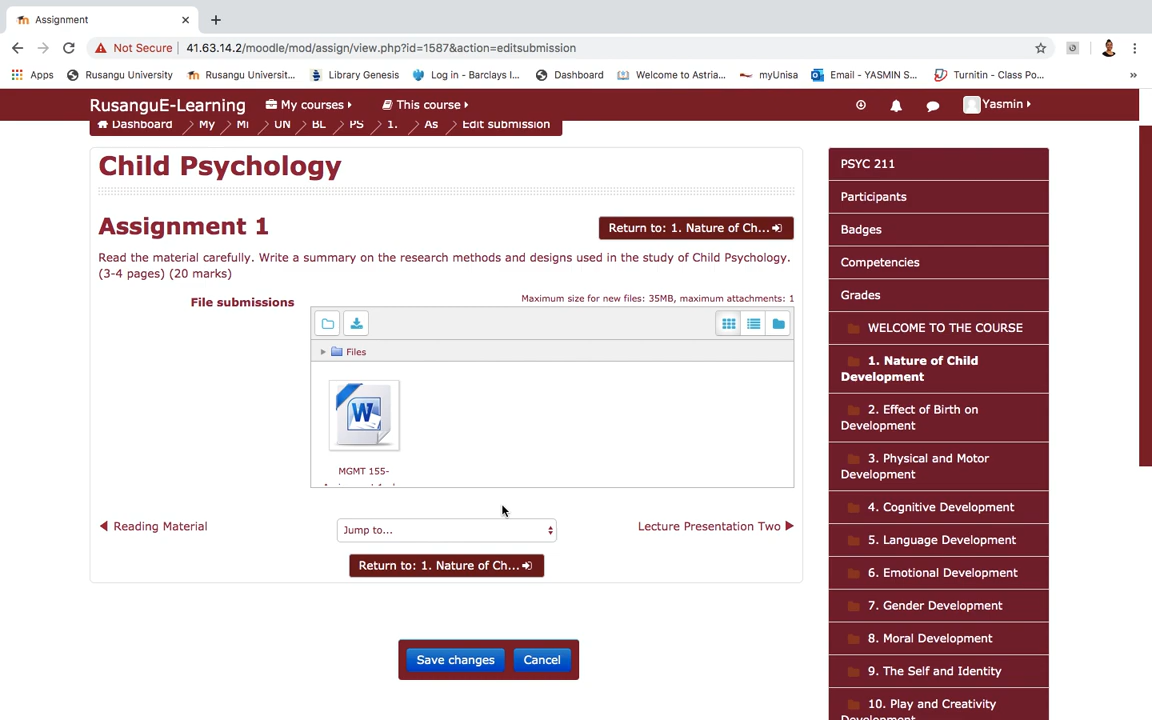 Assignment
Not Secure 41.63.14.2/moodle/mod/assign/view.php?id=1587&action=editsubmission
Apps Rusangu University Rusangu Universit... Library Genesis Log in - Barclays I... Dashboard Welcome to Astria... myUnisa Email - YASMIN S... Turnitin - Class Po... »
RusanguE-Learning My courses This course Yasmin
Dashboard My Mi UN BL PS 1. As Edit submission
Child Psychology
Assignment 1
Return to: 1. Nature of Ch...
Read the material carefully. Write a summary on the research methods and designs used in the study of Child Psychology.
(3-4 pages) (20 marks)
File submissions
Maximum size for new files: 35MB, maximum attachments: 1
Files
MGMT 155-
Reading Material
Jump to...
Lecture Presentation Two
Return to: 1. Nature of Ch...
Save changes Cancel
PSYC 211
Participants
Badges
Competencies
Grades
WELCOME TO THE COURSE
1. Nature of Child
Development
2. Effect of Birth on
Development
3. Physical and Motor
Development
4. Cognitive Development
5. Language Development
6. Emotional Development
7. Gender Development
8. Moral Development
9. The Self and Identity
10. Play and Creativity
Development